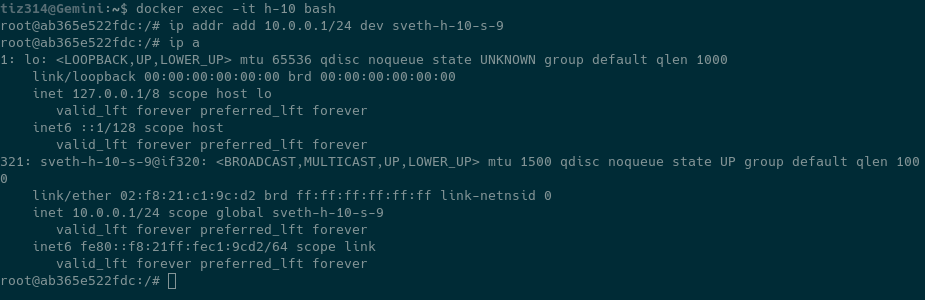 tiz314@Gemini:~$ docker exec -it h-10 bash
root@ab365e522fdc:/# ip addr add 10.0.0.1/24 dev sveth-h-10-s-9
root@ab365e522fdc:/# ip a
1: lo: <LOOPBACK,UP,LOWER_UP> mtu 65536 qdisc noqueue state UNKNOWN group default qlen 1000
    link/loopback 00:00:00:00:00:00 brd 00:00:00:00:00:00
    inet 127.0.0.1/8 scope host lo
       valid_lft forever preferred_lft forever
    inet6 ::1/128 scope host
       valid_lft forever preferred_lft forever
321: sveth-h-10-s-9@if320: <BROADCAST,MULTICAST,UP,LOWER_UP> mtu 1500 qdisc noqueue state UP group default qlen 100
0
    link/ether 02:f8:21:c1:9c:d2 brd ff:ff:ff:ff:ff:ff link-netnsid 0
    inet 10.0.0.1/24 scope global sveth-h-10-s-9
       valid_lft forever preferred_lft forever
    inet6 fe80::f8:21ff:fec1:9cd2/64 scope link
       valid_lft forever preferred_lft forever
root@ab365e522fdc:/#